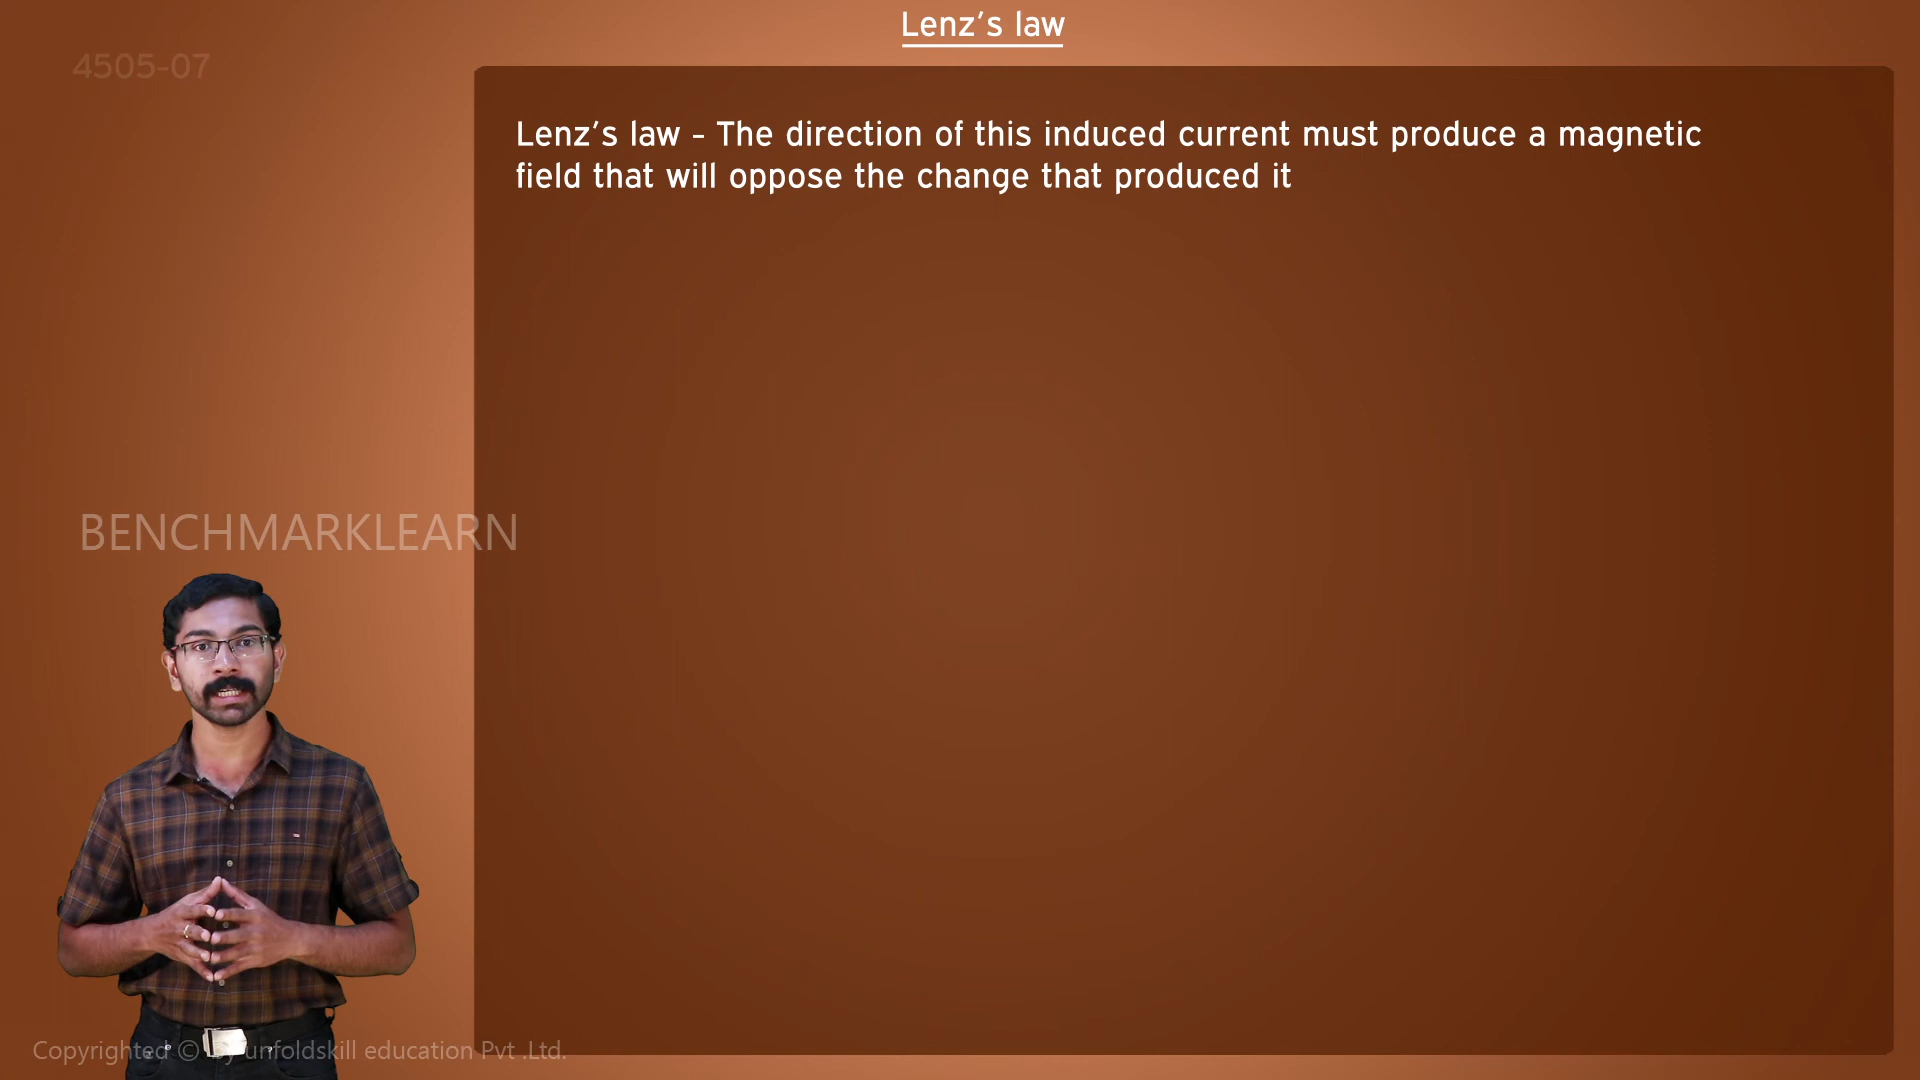 Lenz's law
4505-07
Lenz's law - The direction of this induced current must produce a magnetic
field that will oppose the change that produced it
BENCHMARKLEARN
Copyrighted © by unfoldskill education Pvt .Ltd.